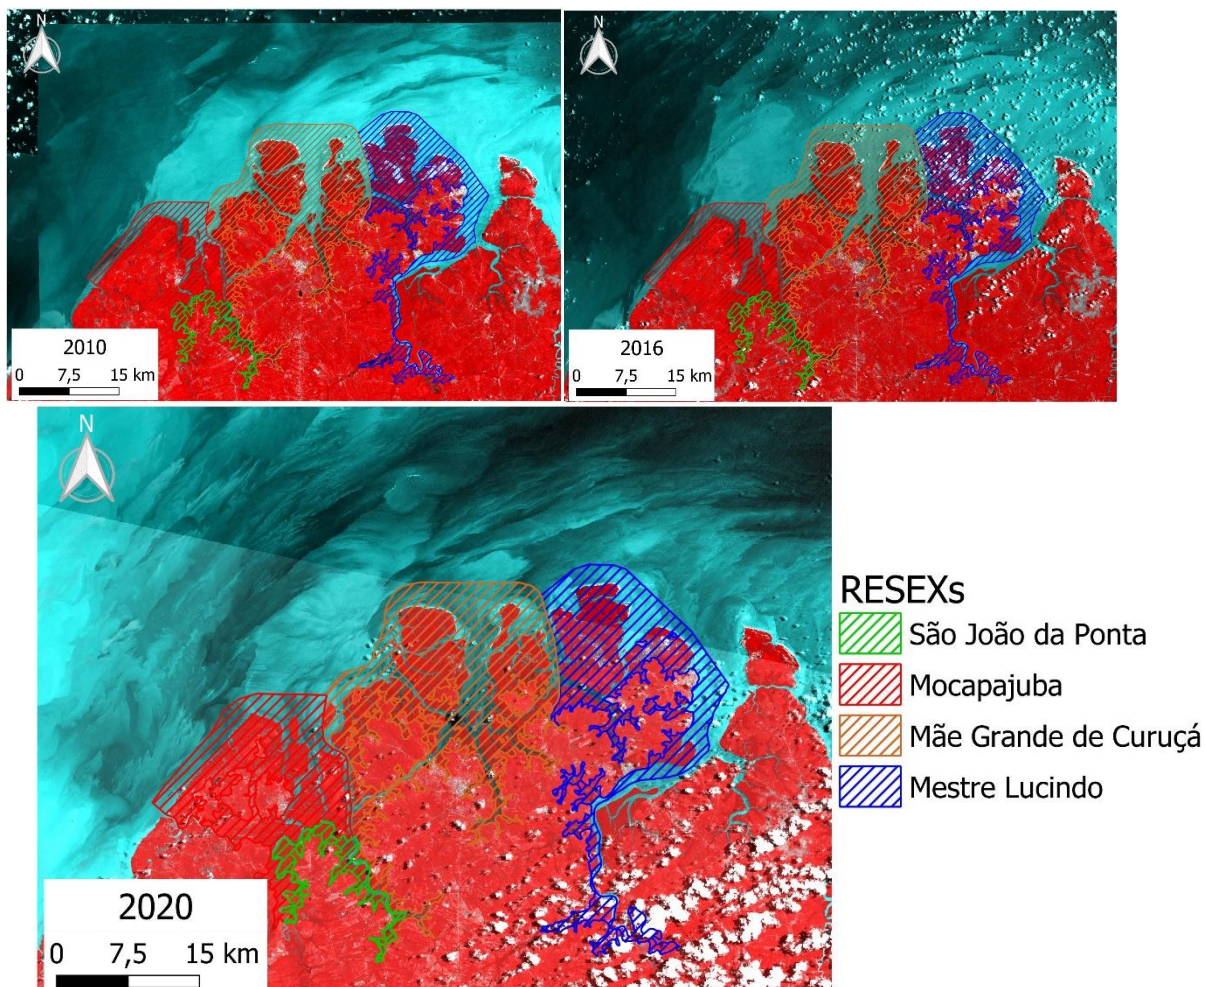 N
2010
0 7,5 15 km
N
2016
0 7,5 15 km
N
2020
0 7,5 15 km
RESEXs
São João da Ponta
Mocapajuba
Mãe Grande de Curuçá
Mestre Lucindo